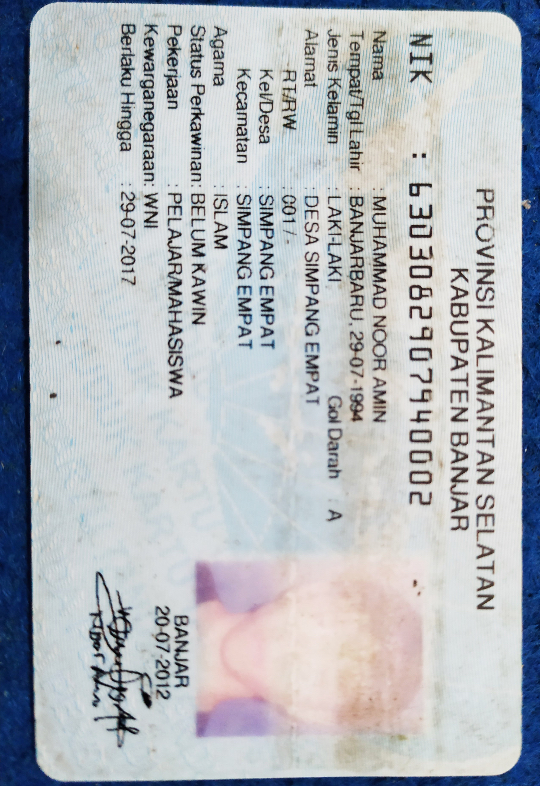 PROVINSI KALIMANTAN SELATAN
KABUPATEN BANJAR
NIK : 6303082907940002
Nama : MUHAMMAD NOOR AMIN
Tempat/Tgl Lahir : BANJARBARU, 29-07-1994
Jenis Kelamin : LAKI-LAKI Gol Darah : A
Alamat : DESA SIMPANG EMPAT
RT/RW : 001/-
Kel/Desa : SIMPANG EMPAT
Kecamatan : SIMPANG EMPAT
Agama : ISLAM
Status Perkawinan: BELUM KAWIN
Pekerjaan : PELAJAR/MAHASISWA
Kewarganegaraan: WNI
Berlaku Hingga : 29-07-2017
BANJAR
20-07-2012